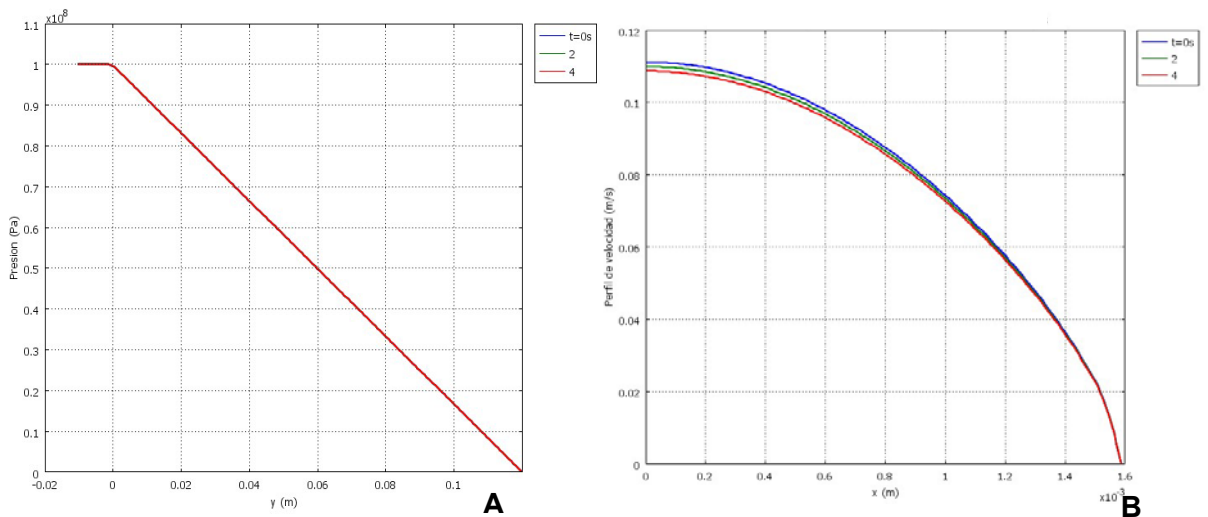 x10⁸
1.1
1
0.9
0.8
0.7
0.6
0.5
0.4
0.3
0.2
0.1
0
Presion (Pa)
-0.02 0 0.02 0.04 0.06 0.08 0.1
y (m)
t=0s
2
4
A
0.12
0.1
0.08
0.06
0.04
0.02
0
Perfil de velocidad (m/s)
0 0.2 0.4 0.6 0.8 1 1.2 1.4 1.6
x10⁻³
x (m)
t=0s
2
4
B